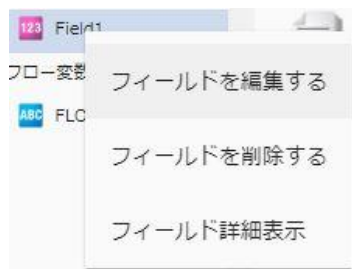 123 Field1
フロー変数
ABC FLC
フィールドを編集する
フィールドを削除する
フィールド詳細表示